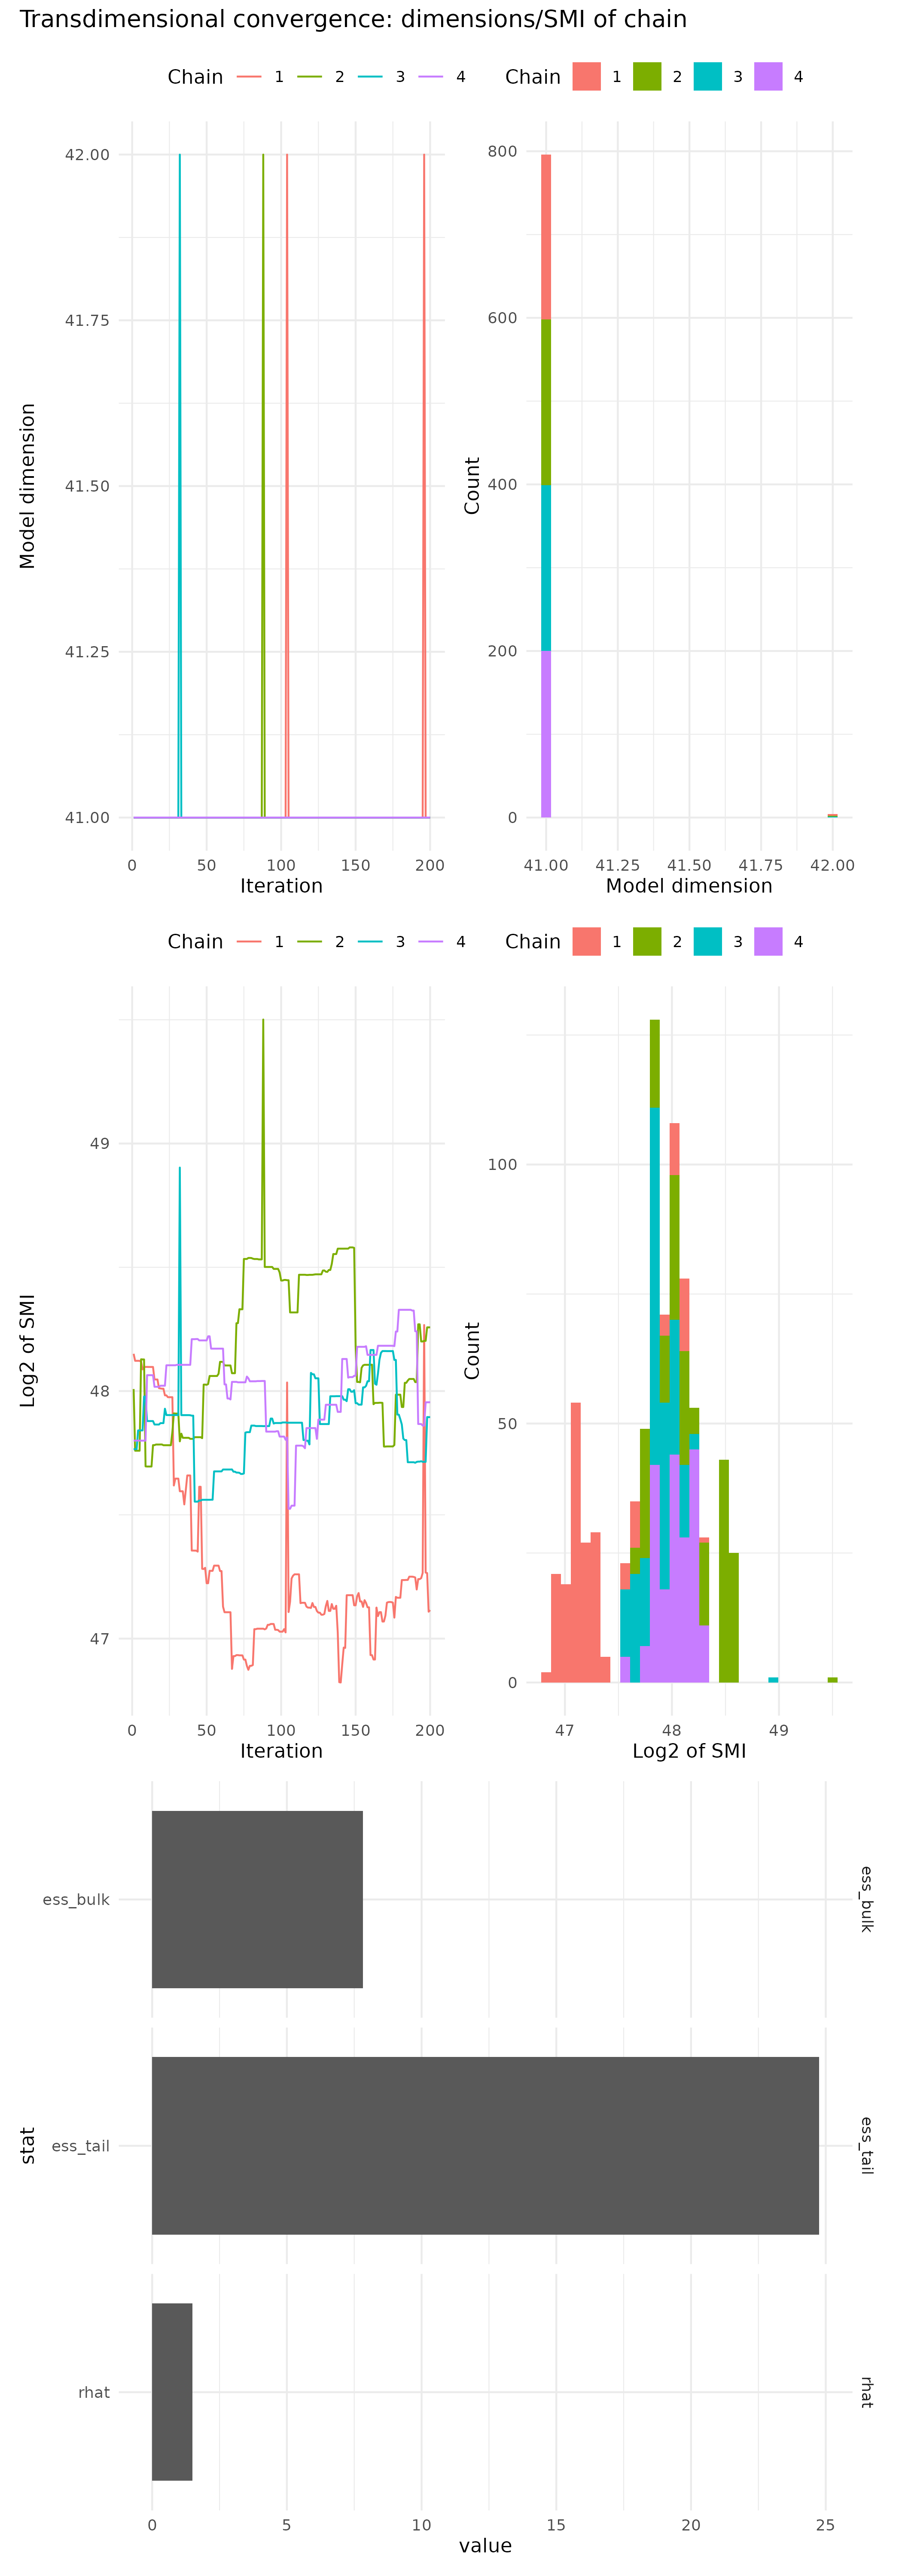 Transdimensional convergence: dimensions/SMI of chain
Chain 1 2 3 4
Chain 1 2 3 4
42.00
41.75
41.50
41.25
41.00
Model dimension
0 50 100 150 200
Iteration
800
600
400
200
0
Count
41.00 41.25 41.50 41.75 42.00
Model dimension
Chain 1 2 3 4
Chain 1 2 3 4
49
48
47
Log2 of SMI
0 50 100 150 200
Iteration
100
50
0
Count
47 48 49
Log2 of SMI
ess_bulk
ess_bulk
stat
ess_tail
ess_tail
rhat
rhat
0 5 10 15 20 25
value